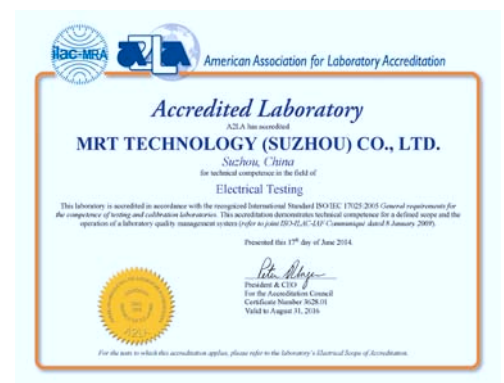 ilac-MRA
A2LA
American Association for Laboratory Accreditation
Accredited Laboratory
A2LA has accredited
MRT TECHNOLOGY (SUZHOU) CO., LTD.
Suzhou, China
for technical competence in the field of
Electrical Testing
This laboratory is accredited in accordance with the recognized International Standard ISO/IEC 17025:2005 General requirements for
the competence of testing and calibration laboratories. This accreditation demonstrates technical competence for a defined scope and the
operation of a laboratory quality management system (refer to joint ISO-ILAC-IAF Communiqué dated 8 January 2009).
Presented this 17th day of June 2014.
President & CEO
For the Accreditation Council
Certificate Number 3628.01
Valid to August 31, 2016
A2LA
For the tests to which this accreditation applies, please refer to the laboratory's Electrical Scope of Accreditation.